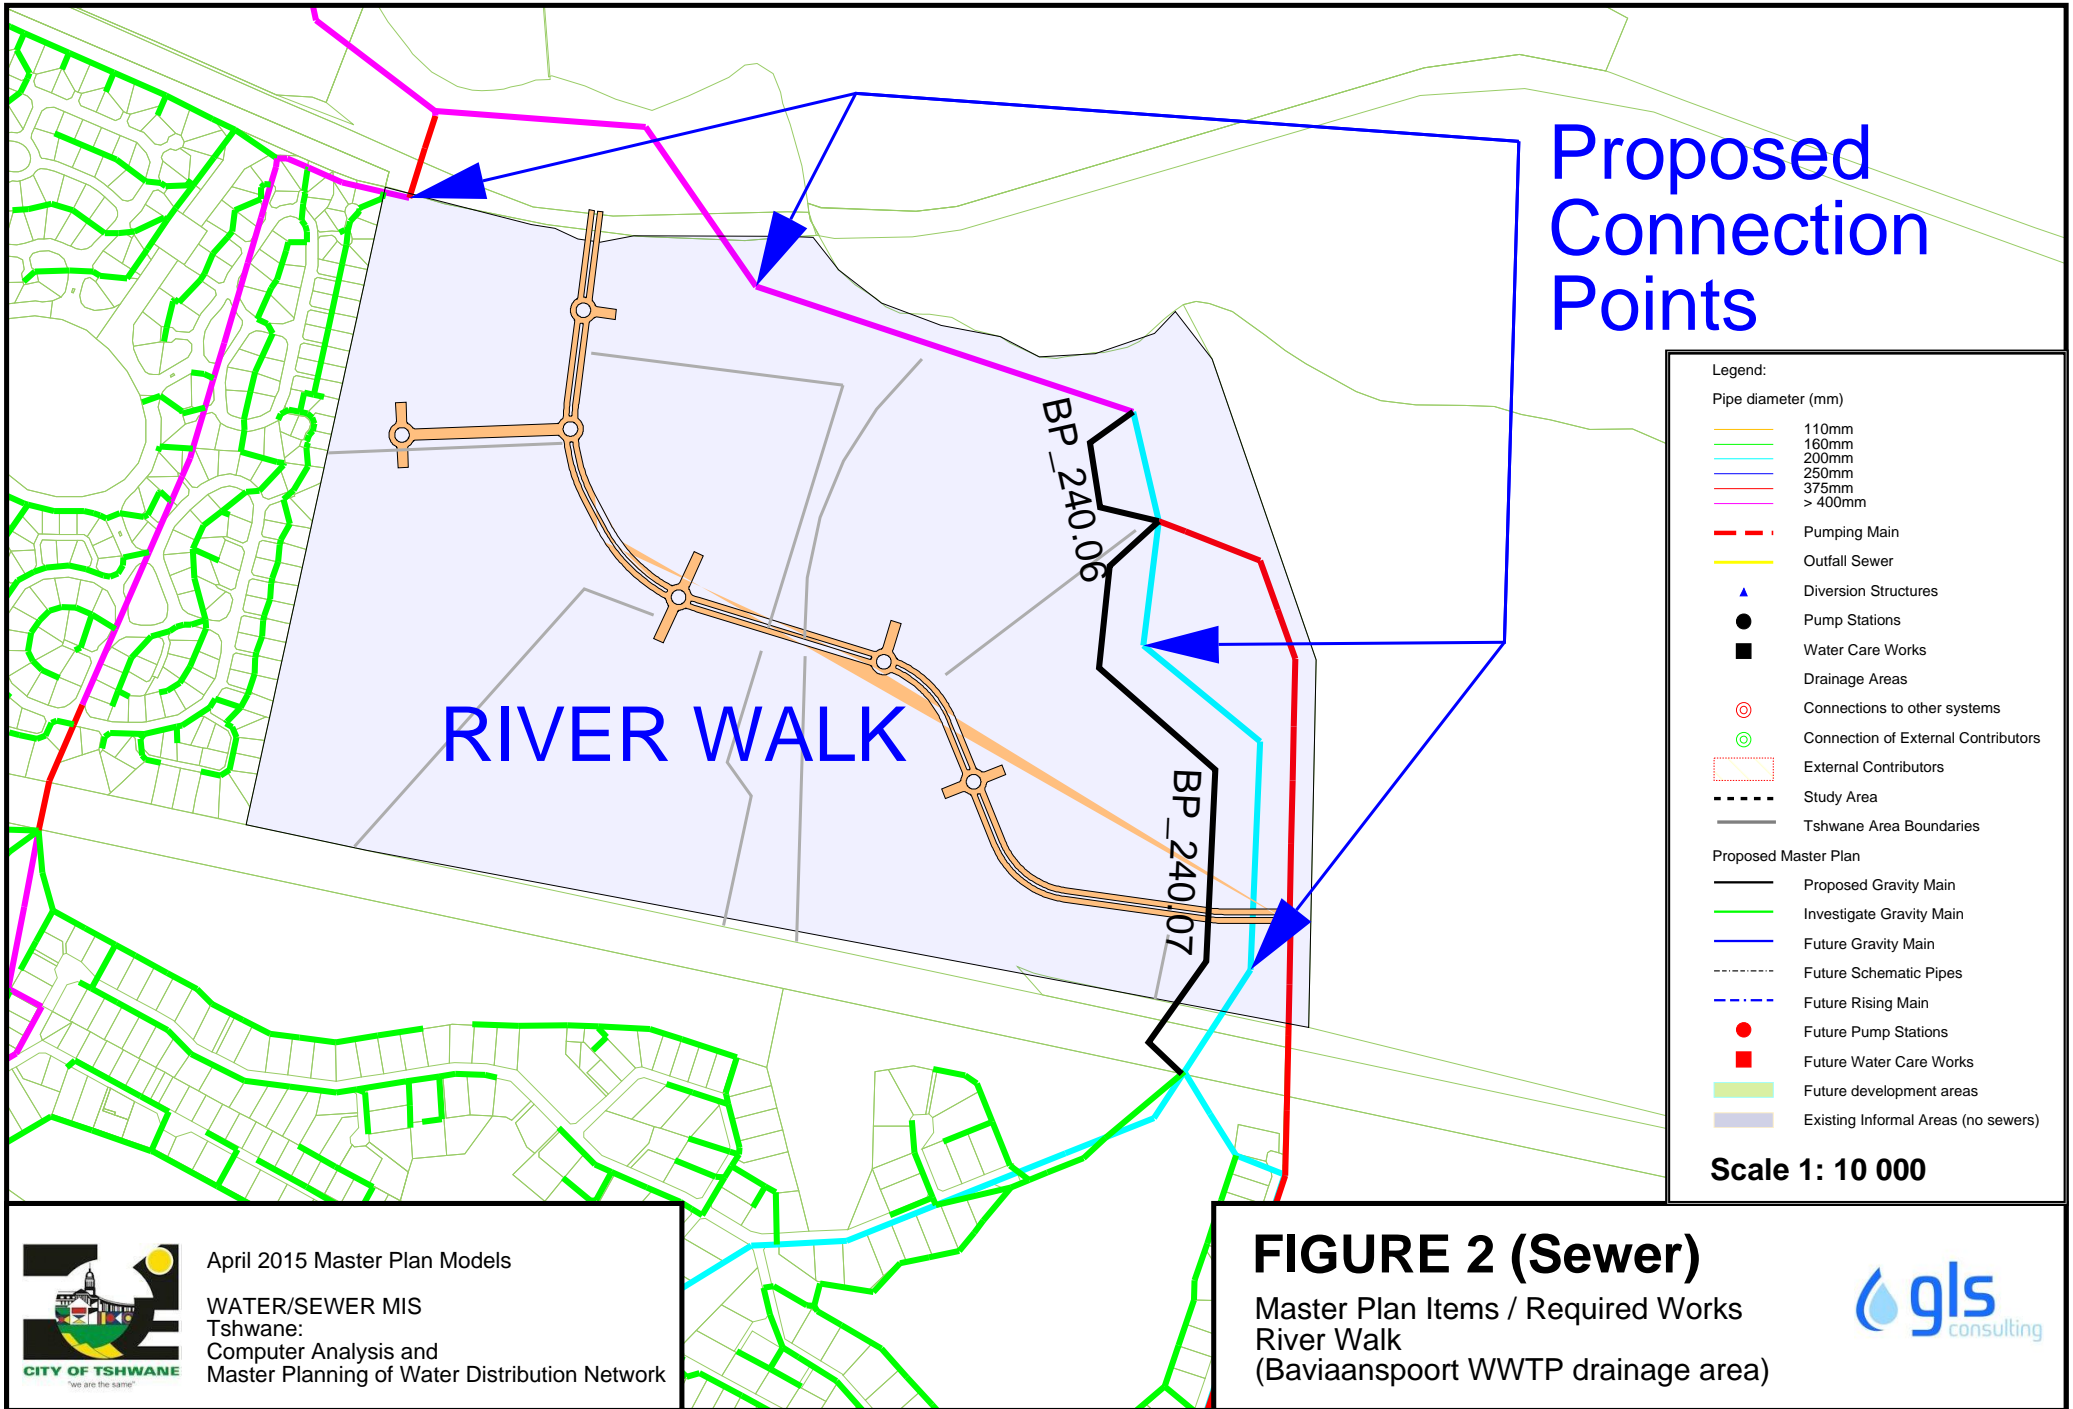 Proposed
Connection
Points
BP_240.06
RIVER WALK
BP_240.07
Legend:
Pipe diameter (mm)
110mm
160mm
200mm
250mm
375mm
> 400mm
Pumping Main
Outfall Sewer
Diversion Structures
Pump Stations
Water Care Works
Drainage Areas
Connections to other systems
Connection of External Contributors
External Contributors
Study Area
Tshwane Area Boundaries
Proposed Master Plan
Proposed Gravity Main
Investigate Gravity Main
Future Gravity Main
Future Schematic Pipes
Future Rising Main
Future Pump Stations
Future Water Care Works
Future development areas
Existing Informal Areas (no sewers)
Scale 1: 10 000
CITY OF TSHWANE
"we are the same"
April 2015 Master Plan Models
WATER/SEWER MIS
Tshwane:
Computer Analysis and
Master Planning of Water Distribution Network
FIGURE 2 (Sewer)
Master Plan Items / Required Works
River Walk
(Baviaanspoort WWTP drainage area)
gls
consulting